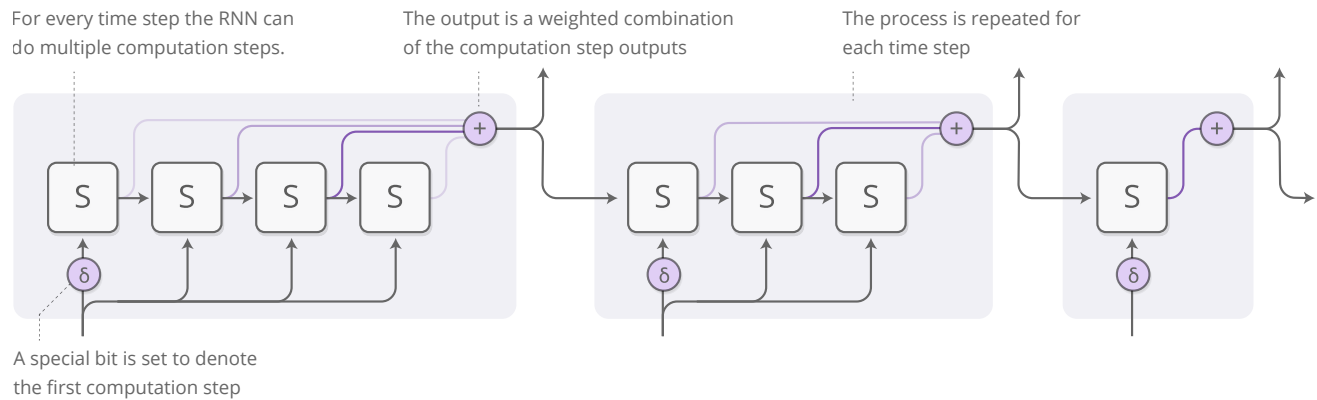 For every time step the RNN can
do multiple computation steps.
The output is a weighted combination
of the computation step outputs
The process is repeated for
each time step
+
+
+
S S S S
S S S
S
δ
δ
δ
A special bit is set to denote
the first computation step